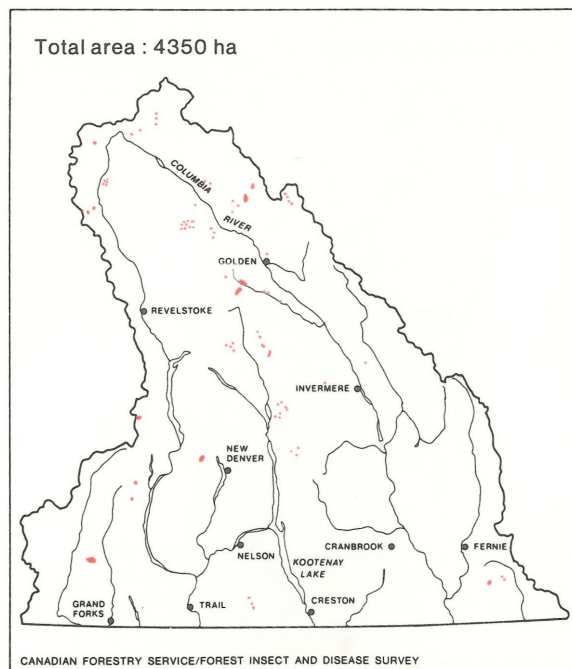 Total area : 4350 ha
COLUMBIA
RIVER
GOLDEN
REVELSTOKE
INVERMERE
NEW
DENVER
NELSON
CRANBROOK
FERNIE
KOOTENAY
LAKE
GRAND
FORKS
TRAIL
CRESTON
CANADIAN FORESTRY SERVICE/FOREST INSECT AND DISEASE SURVEY